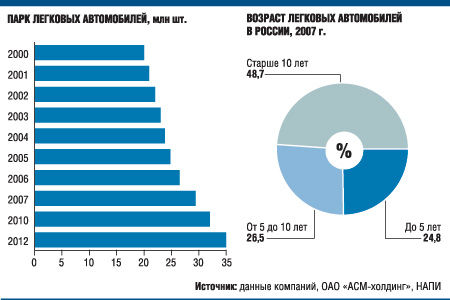 ПАРК ЛЕГКОВЫХ АВТОМОБИЛЕЙ, МЛН ШТ.
2000
2001
2002
2003
2004
2005
2006
2007
2010
2012
0 5 10 15 20 25 30 35
ВОЗРАСТ ЛЕГКОВЫХ АВТОМОБИЛЕЙ
В РОССИИ, 2007 г.
Старше 10 лет
48,7
%
От 5 до 10 лет
26,5
До 5 лет
24,8
Источник: данные компаний, ОАО «АСМ-холдинг», НАПИ